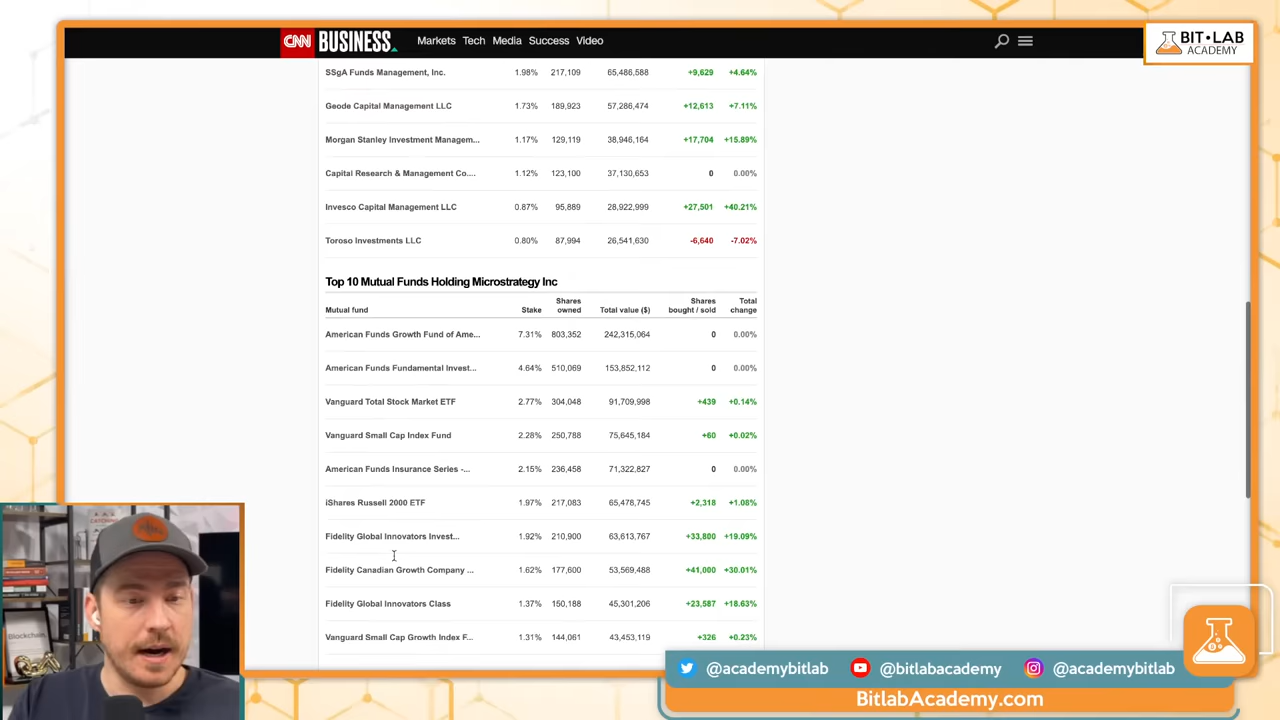 CNN BUSINESS Markets Tech Media Success Video
BIT•LAB
ACADEMY
SSgA Funds Management, Inc. 1.98% 217,109 65,486,588 +9,629 +4.64%
Geode Capital Management LLC 1.73% 189,923 57,286,474 +12,613 +7.11%
Morgan Stanley Investment Managem... 1.17% 129,119 38,946,164 +17,704 +15.89%
Capital Research & Management Co.... 1.12% 123,100 37,130,653 0 0.00%
Invesco Capital Management LLC 0.87% 95,889 28,922,999 +27,501 +40.21%
Toroso Investments LLC 0.80% 87,994 26,541,630 -6,640 -7.02%
Top 10 Mutual Funds Holding Microstrategy Inc
Mutual fund Stake Shares owned Total value ($) Shares bought / sold Total change
American Funds Growth Fund of Ame... 7.31% 803,352 242,315,064 0 0.00%
American Funds Fundamental Invest... 4.64% 510,069 153,852,112 0 0.00%
Vanguard Total Stock Market ETF 2.77% 304,048 91,709,998 +439 +0.14%
Vanguard Small Cap Index Fund 2.28% 250,788 75,645,184 +60 +0.02%
American Funds Insurance Series -... 2.15% 236,458 71,322,827 0 0.00%
iShares Russell 2000 ETF 1.97% 217,083 65,478,745 +2,318 +1.08%
Fidelity Global Innovators Invest... 1.92% 210,900 63,613,767 +33,800 +19.09%
Fidelity Canadian Growth Company ... 1.62% 177,600 53,569,488 +41,000 +30.01%
Fidelity Global Innovators Class 1.37% 150,188 45,301,206 +23,587 +18.63%
Vanguard Small Cap Growth Index F... 1.31% 144,061 43,453,119 +326 +0.23%
Blockchain.
@academybitlab @bitlabacademy @academybitlab
BitlabAcademy.com